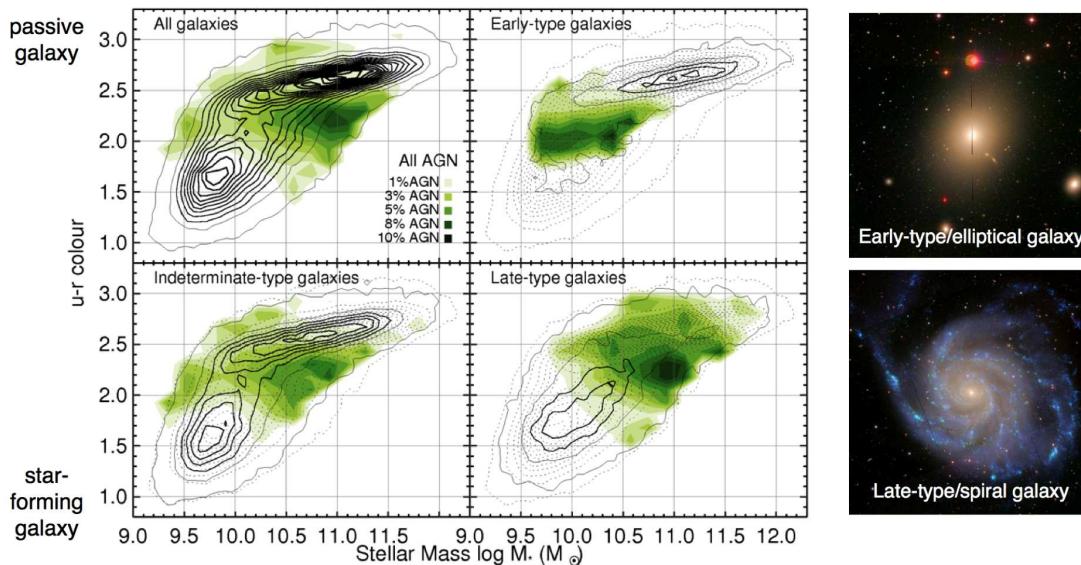 passive
galaxy
All galaxies
Early-type galaxies
3.0
2.5
2.0
1.5
1.0
All AGN
1%AGN
3% AGN
5% AGN
8% AGN
10% AGN
u-r colour
Early-type/elliptical galaxy
Indeterminate-type galaxies
Late-type galaxies
3.0
2.5
2.0
1.5
1.0
Late-type/spiral galaxy
star-
forming
galaxy
9.0 9.5 10.0 10.5 11.0 11.5 9.5 10.0 10.5 11.0 11.5 12.0
Stellar Mass log M* (M⊙)